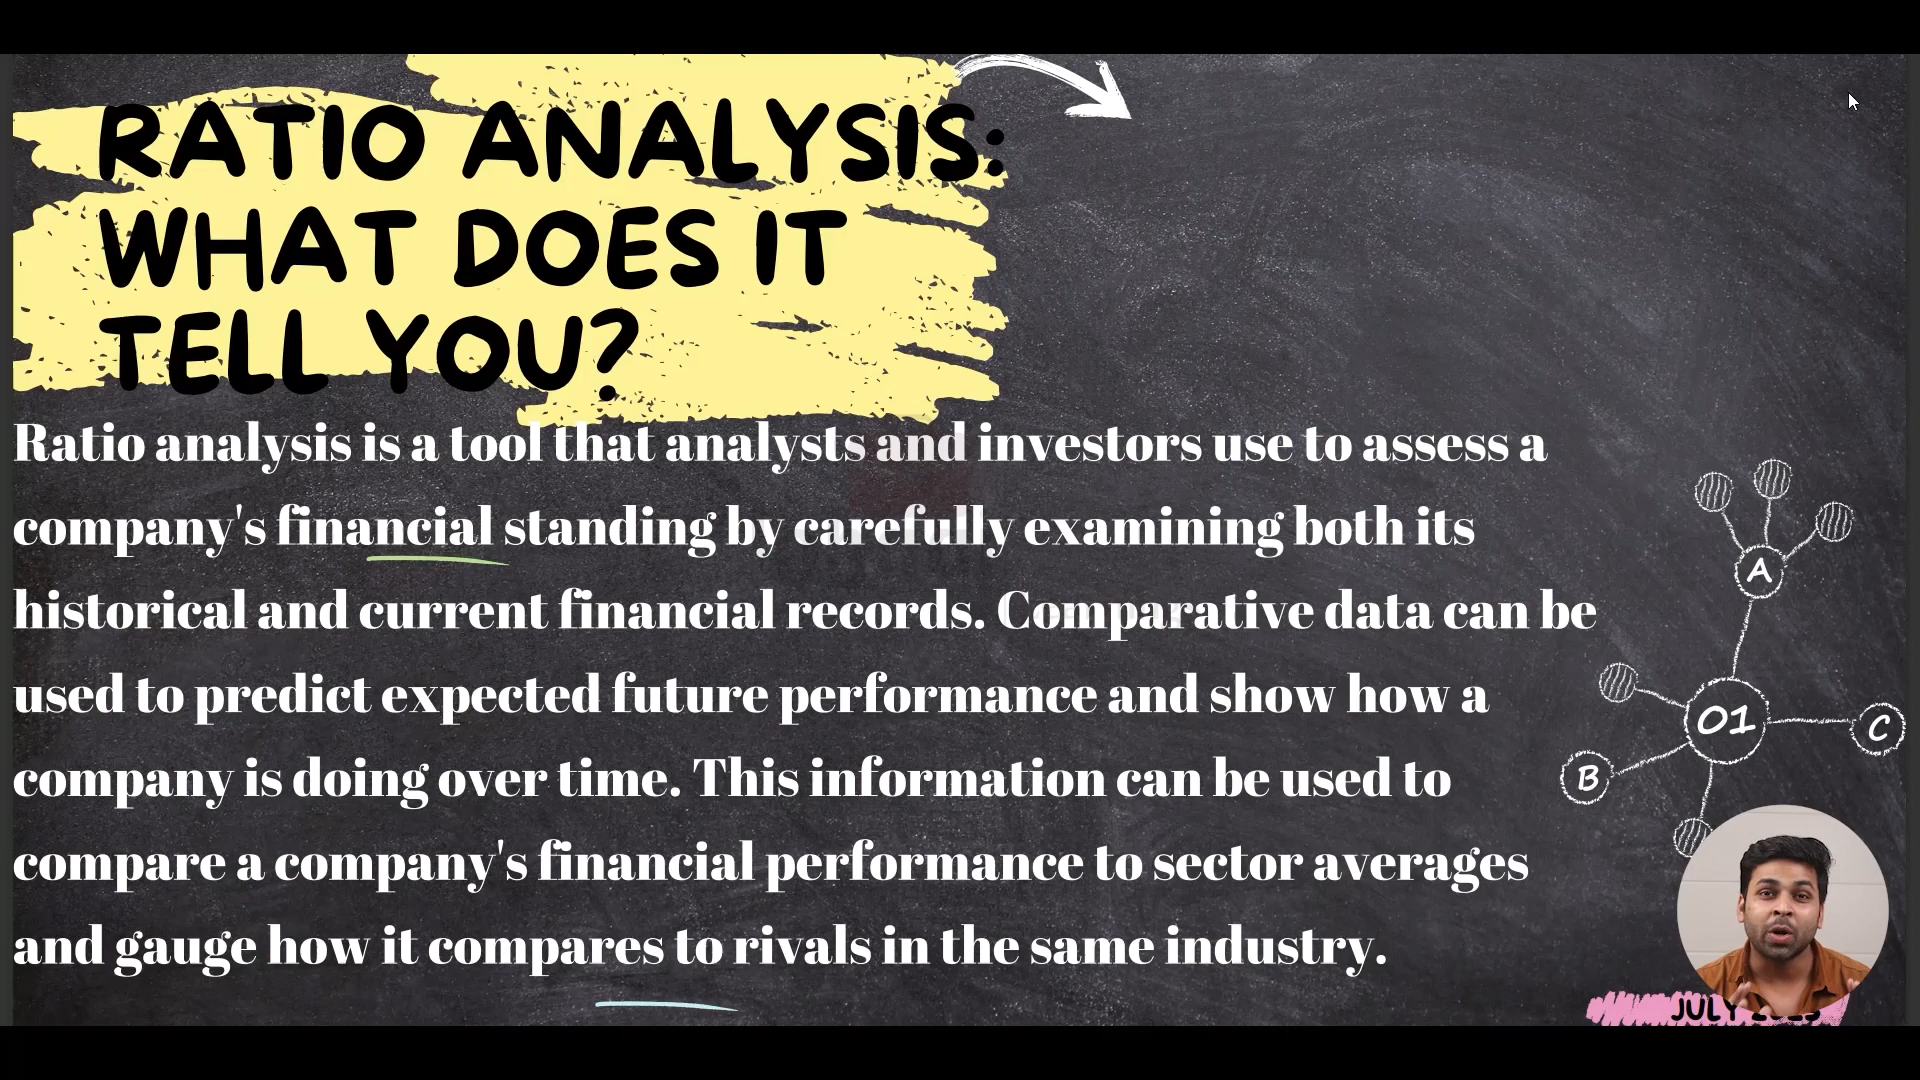 RATIO ANALYSIS:
WHAT DOES IT
TELL YOU?
Ratio analysis is a tool that analysts and investors use to assess a
company's financial standing by carefully examining both its
historical and current financial records. Comparative data can be
used to predict expected future performance and show how a
company is doing over time. This information can be used to
compare a company's financial performance to sector averages
and gauge how it compares to rivals in the same industry.
A
01
C
B
JULY